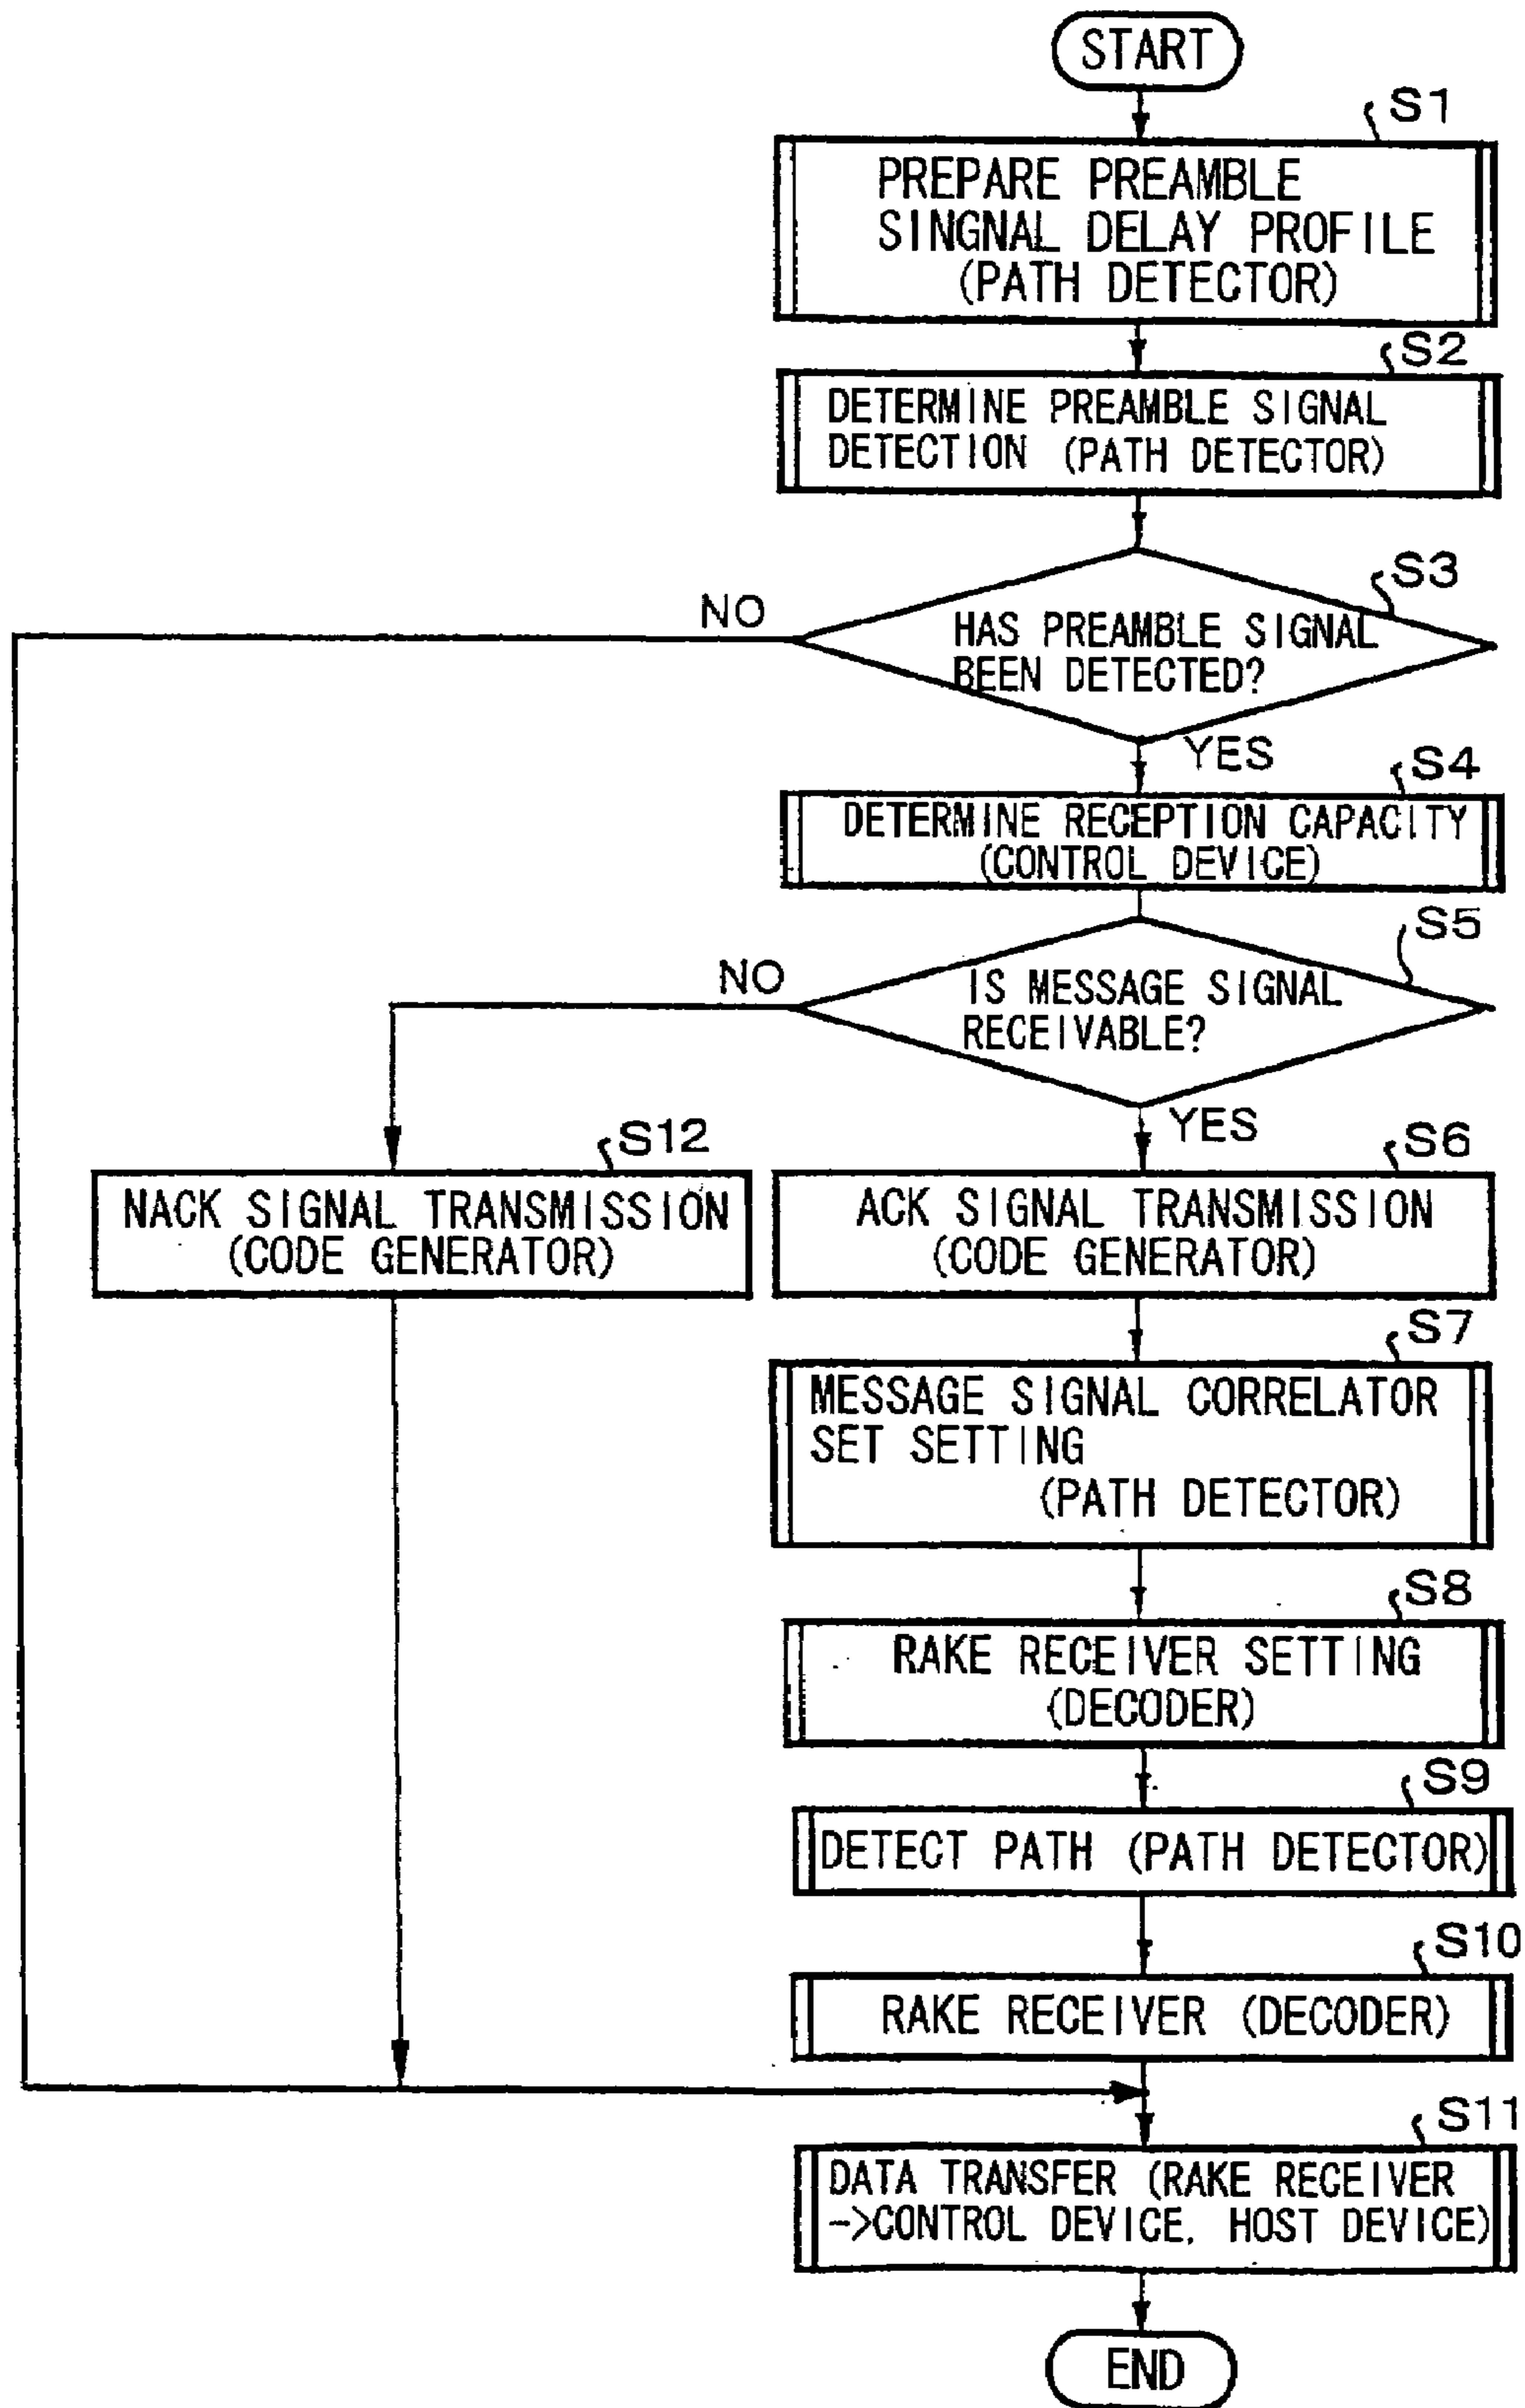 START
S1
PREPARE PREAMBLE
SINGNAL DELAY PROFILE
(PATH DETECTOR)
S2
DETERMINE PREAMBLE SIGNAL
DETECTION (PATH DETECTOR)
S3
NO
HAS PREAMBLE SIGNAL
BEEN DETECTED?
YES
S4
DETERMINE RECEPTION CAPACITY
(CONTROL DEVICE)
S5
NO
IS MESSAGE SIGNAL
RECEIVABLE?
YES
S12
NACK SIGNAL TRANSMISSION
(CODE GENERATOR)
S6
ACK SIGNAL TRANSMISSION
(CODE GENERATOR)
S7
MESSAGE SIGNAL CORRELATOR
SET SETTING
(PATH DETECTOR)
S8
RAKE RECEIVER SETTING
(DECODER)
S9
DETECT PATH (PATH DETECTOR)
S10
RAKE RECEIVER (DECODER)
S11
DATA TRANSFER (RAKE RECEIVER
->CONTROL DEVICE, HOST DEVICE)
END